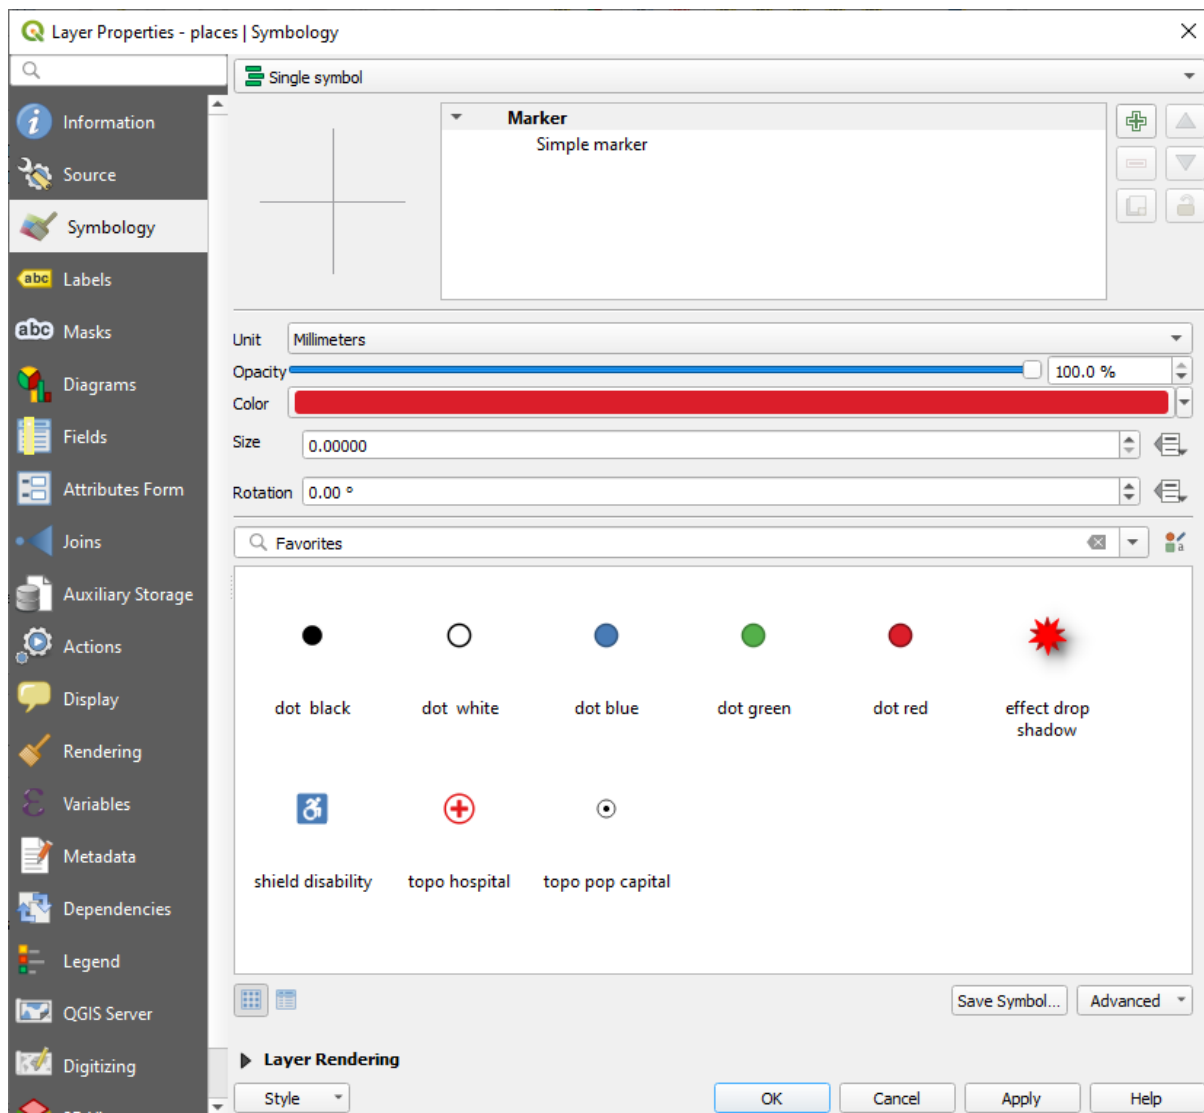 Layer Properties - places | Symbology
Single symbol
Information
Source
Symbology
abc Labels
abc Masks
Diagrams
Fields
Attributes Form
Joins
Auxiliary Storage
Actions
Display
Rendering
Variables
Metadata
Dependencies
Legend
QGIS Server
Digitizing
Marker
Simple marker
Unit Millimeters
Opacity 100.0 %
Color
Size 0.00000
Rotation 0.00 °
Favorites
dot  black dot  white dot blue dot green dot red effect drop
shadow
shield disability topo hospital topo pop capital
Save Symbol... Advanced
Layer Rendering
Style OK Cancel Apply Help